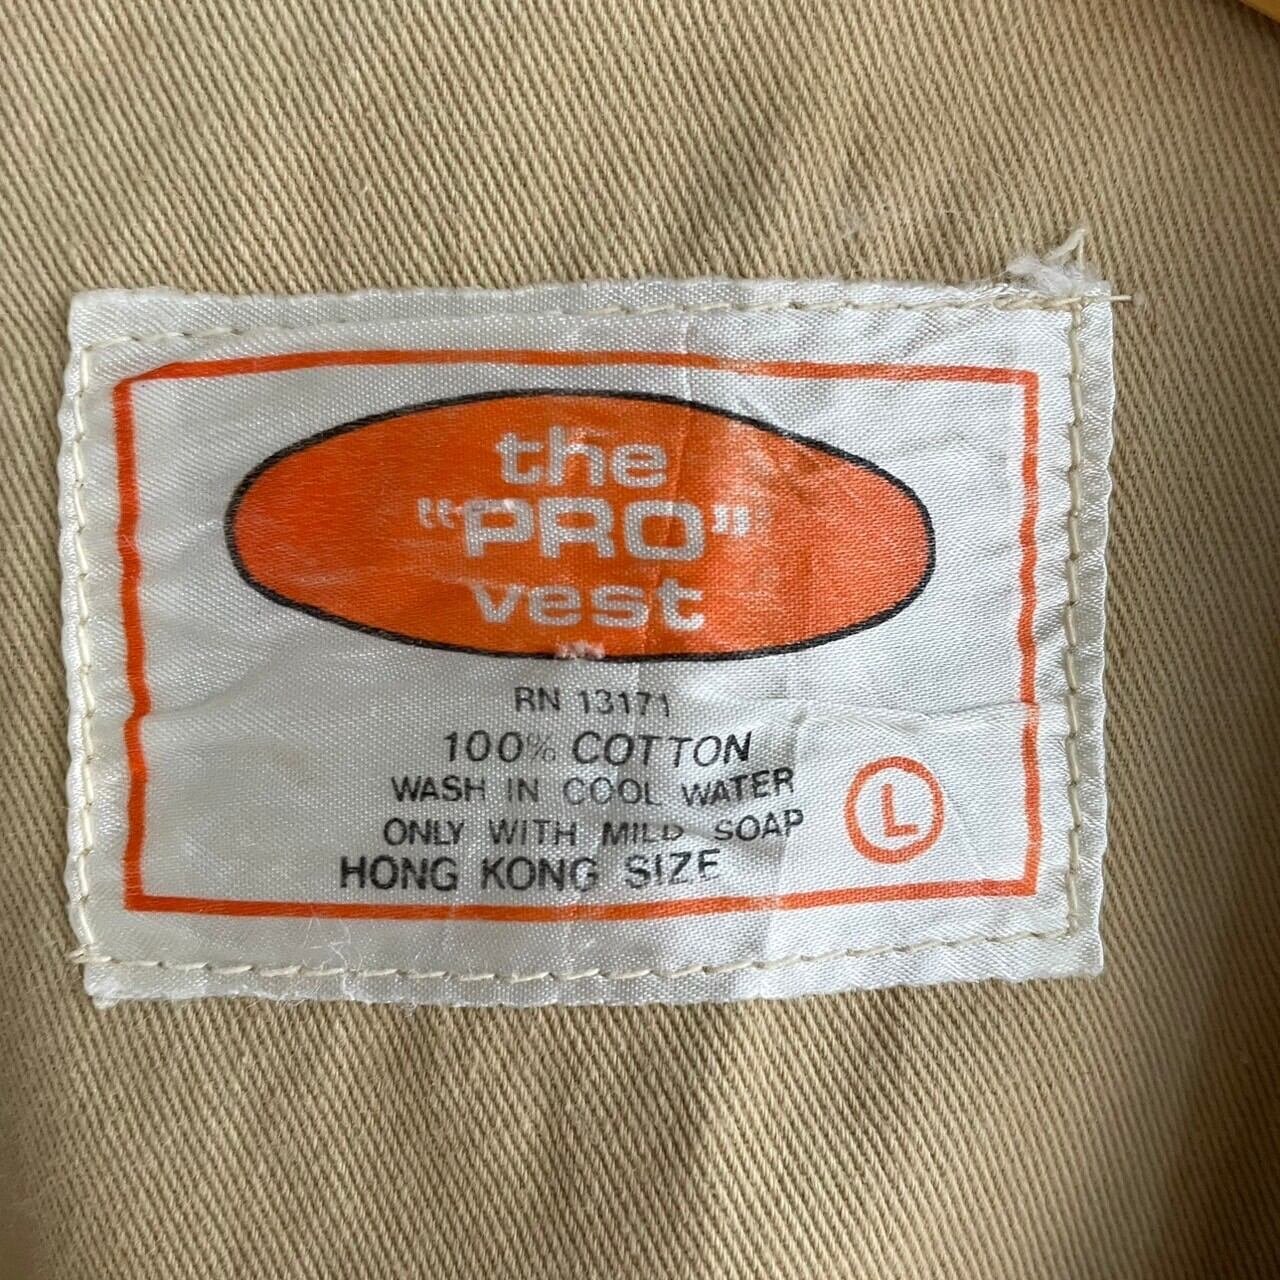 the
"PRO"
vest
RN 13171
100% COTTON
WASH IN COOL WATER
ONLY WITH MILD SOAP
HONG KONG SIZE
L